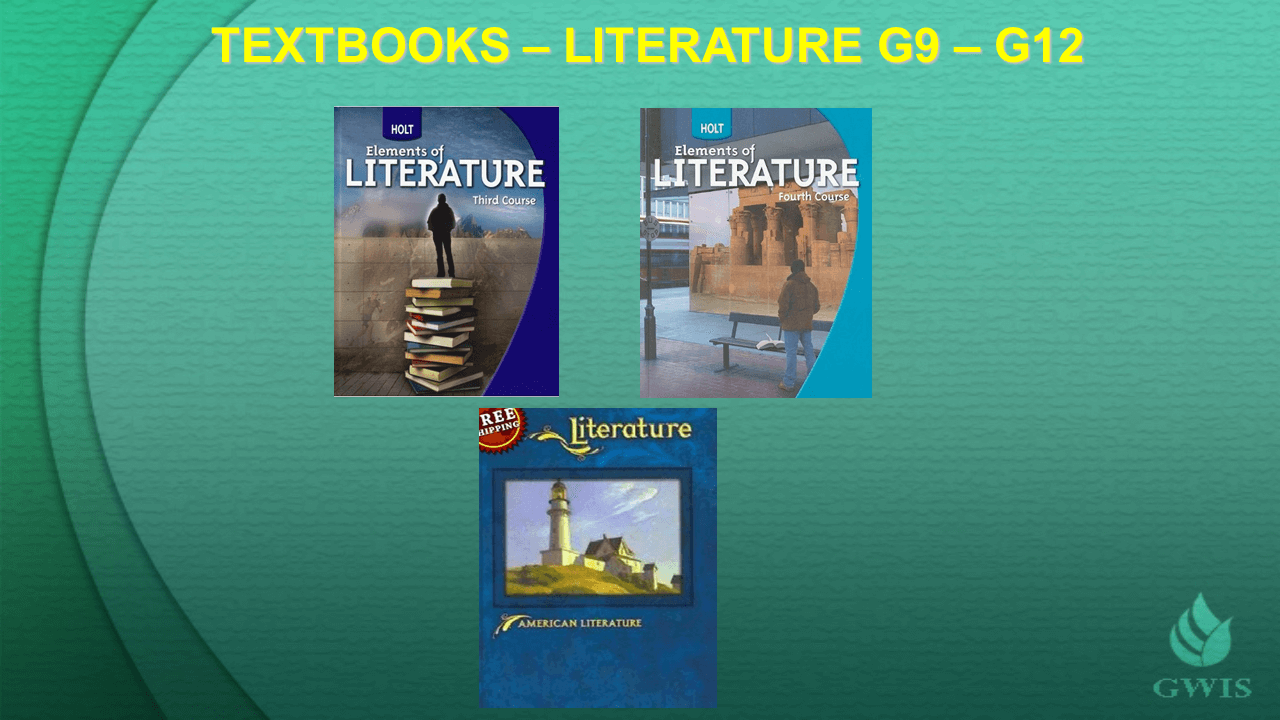 TEXTBOOKS – LITERATURE G9 – G12
HOLT
Elements of
LITERATURE
Third Course
HOLT
Elements of
LITERATURE
Fourth Course
REE
HIPPING
Literature
AMERICAN LITERATURE
GWIS